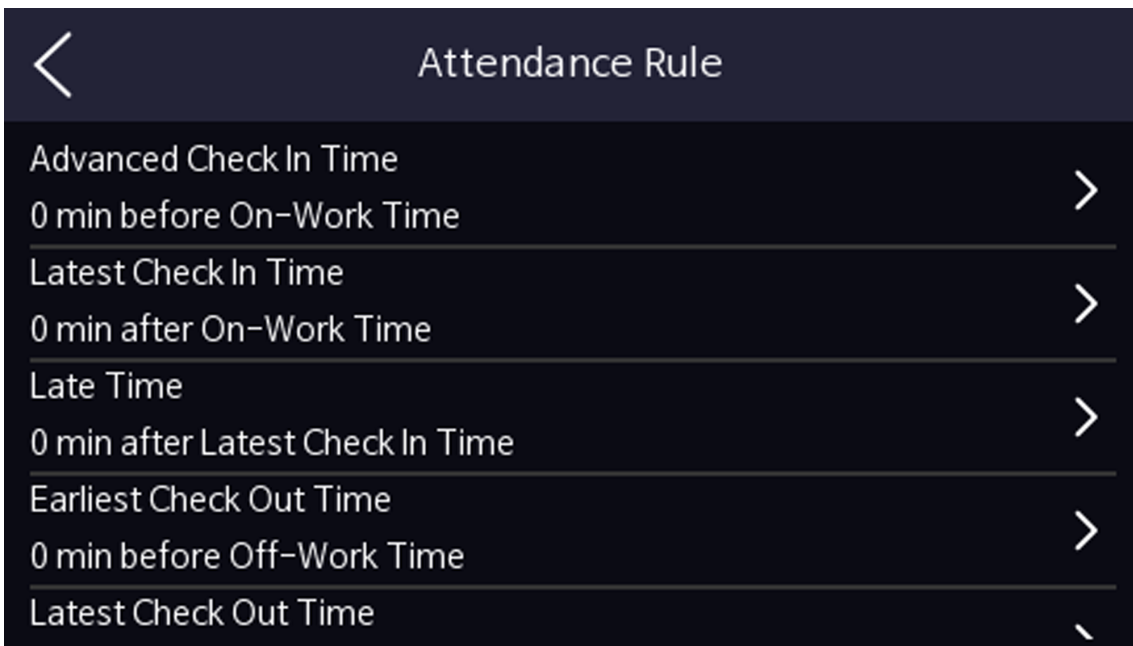 Attendance Rule
Advanced Check In Time
0 min before On-Work Time
Latest Check In Time
0 min after On-Work Time
Late Time
0 min after Latest Check In Time
Earliest Check Out Time
0 min before Off-Work Time
Latest Check Out Time